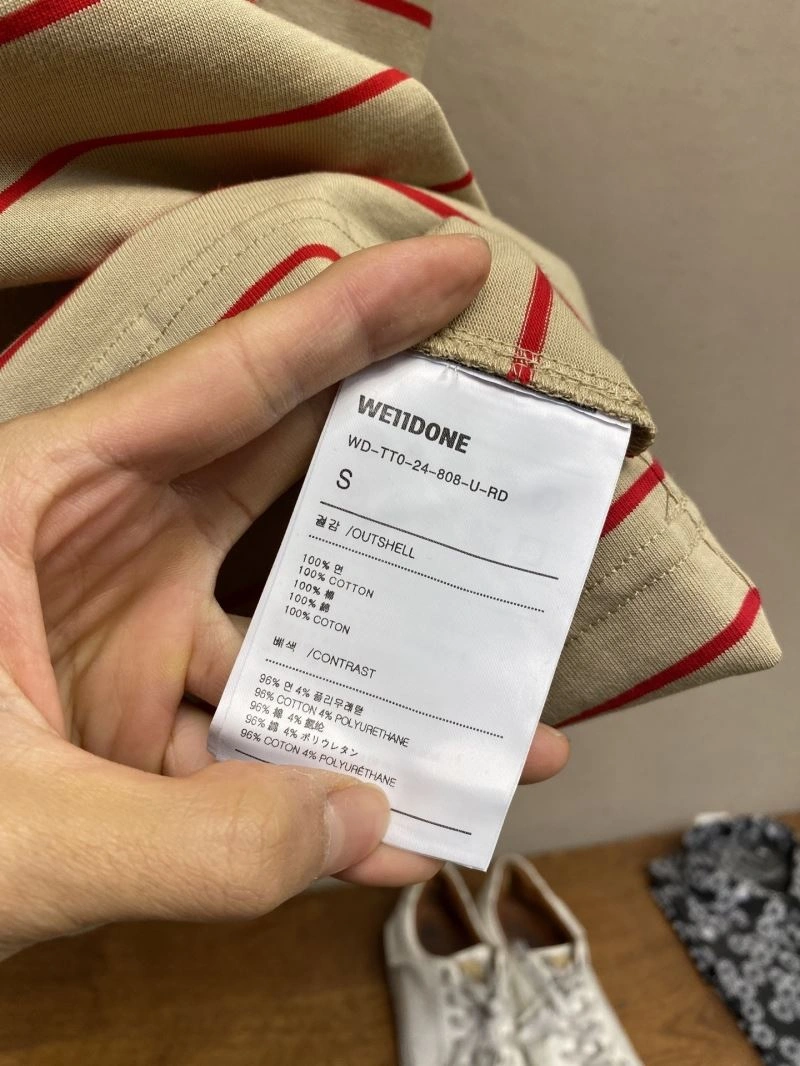 WE11DONE
WD-TT0-24-808-U-RD
S
겉감 /OUTSHELL
100% 면
100% COTTON
100% 棉
100% 綿
100% COTON
배색 /CONTRAST
96% 면 4% 폴리우레탄
96% COTTON 4% POLYURETHANE
96% 棉 4% 氨纶
96% 綿 4% ポリウレタン
96% COTON 4% POLYURÉTHANE